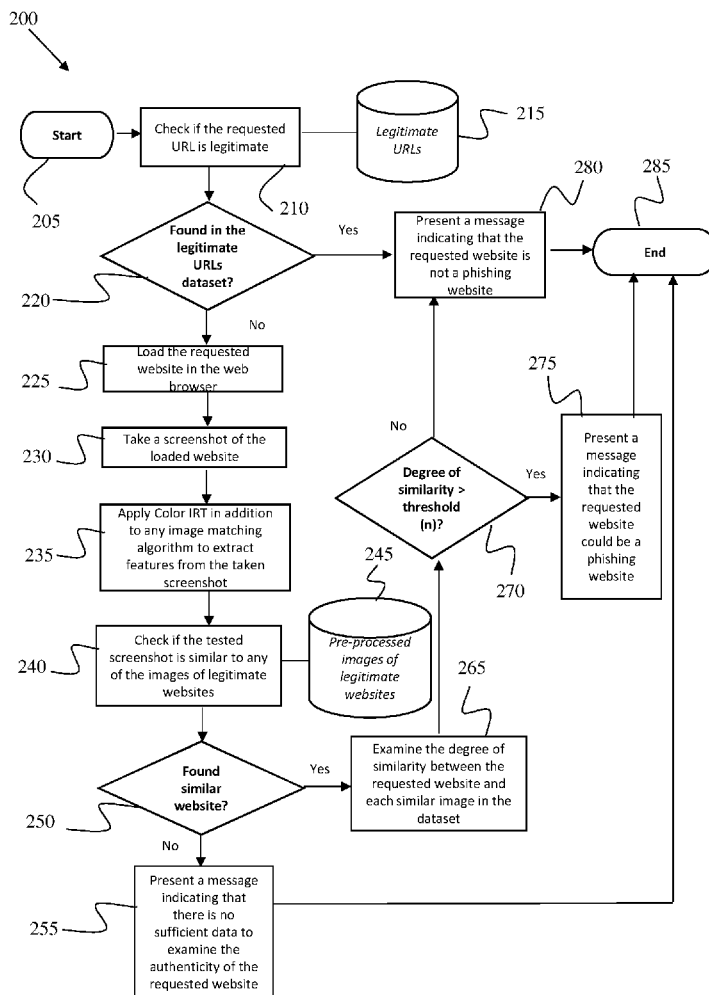 200
Start
205
Check if the requested
URL is legitimate
210
Legitimate
URLs
215
Found in the
legitimate
URLs
dataset?
220
Yes
No
Present a message
indicating that the
requested website is
not a phishing
website
280
End
285
Load the requested
website in the web
browser
225
Take a screenshot of the
loaded website
230
Apply Color IRT in addition
to any image matching
algorithm to extract
features from the taken
screenshot
235
Check if the tested
screenshot is similar to any
of the images of legitimate
websites
240
Pre-processed
images of
legitimate
websites
245
Found
similar
website?
250
Yes
No
Examine the degree of
similarity between the
requested website and
each similar image in the
dataset
265
Degree of
similarity >
threshold
(n)?
270
No
Yes
Present a
message
indicating
that the
requested
website
could be a
phishing
website
275
Present a message
indicating that
there is no
sufficient data to
examine the
authenticity of the
requested website
255